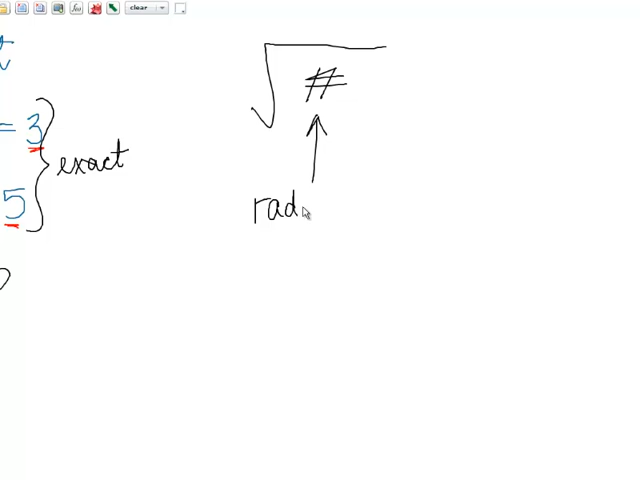 clear
√#
= 3
exact
5
rad